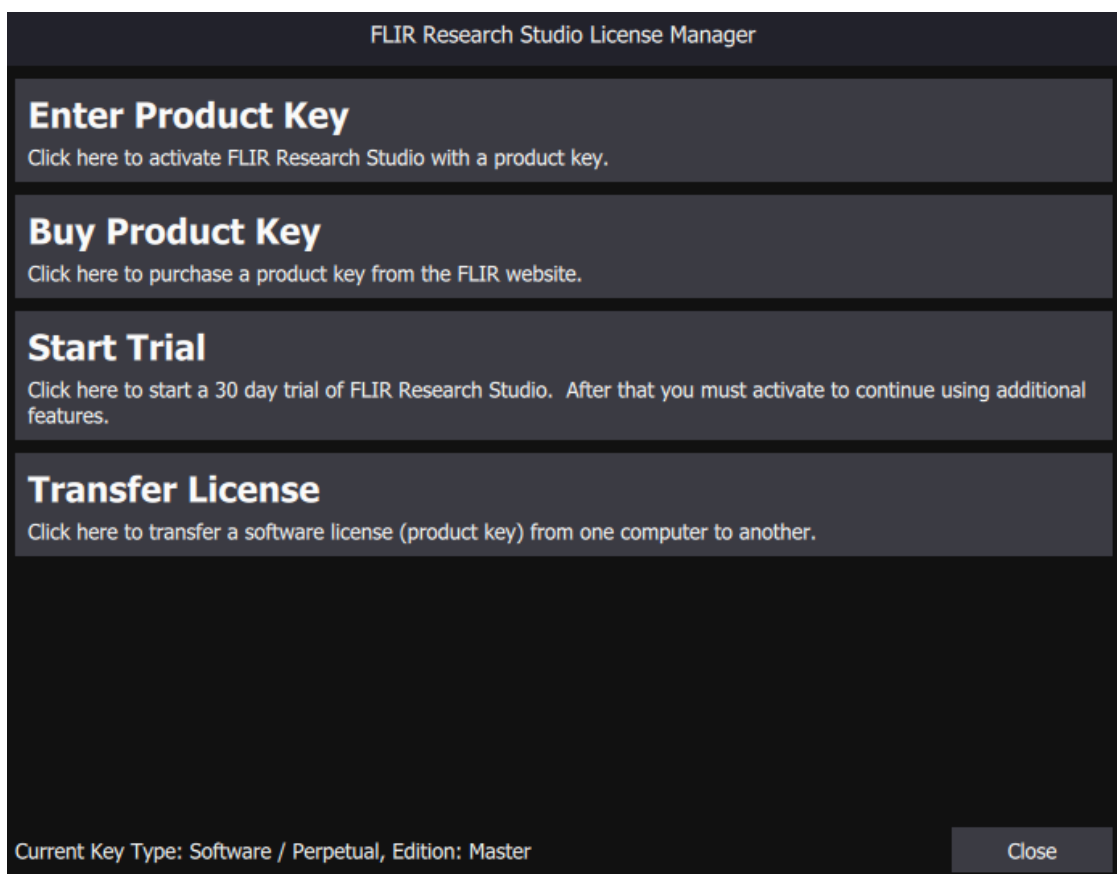 FLIR Research Studio License Manager
Enter Product Key
Click here to activate FLIR Research Studio with a product key.
Buy Product Key
Click here to purchase a product key from the FLIR website.
Start Trial
Click here to start a 30 day trial of FLIR Research Studio.  After that you must activate to continue using additional
features.
Transfer License
Click here to transfer a software license (product key) from one computer to another.
Current Key Type: Software / Perpetual, Edition: Master
Close